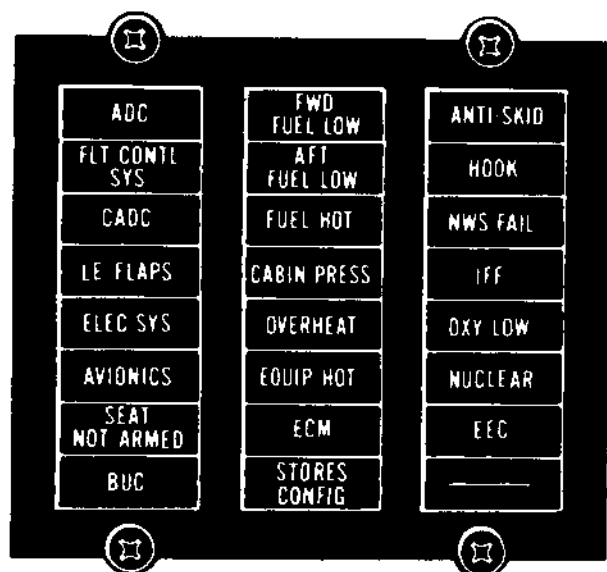 ADC
FLT CONTL
SYS
CADC
LE FLAPS
ELEC SYS
AVIONICS
SEAT
NOT ARMED
BUC
FWD
FUEL LOW
AFT
FUEL LOW
FUEL HOT
CABIN PRESS
OVERHEAT
EQUIP HOT
ECM
STORES
CONFIG
ANTI-SKID
HOOK
NWS FAIL
IFF
OXY LOW
NUCLEAR
EEC